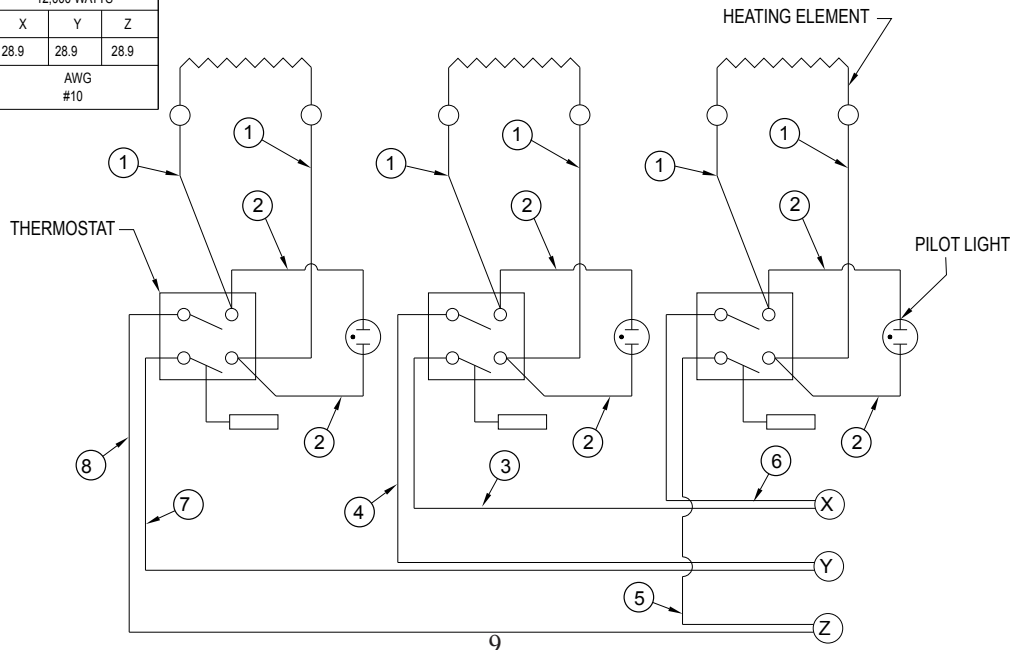 12,000 WATTS
X Y Z
28.9 28.9 28.9
AWG
#10
HEATING ELEMENT
1
1
1
1
1
1
THERMOSTAT
2
2
2
PILOT LIGHT
2
2
2
8
7
4
3
6
X
Y
5
Z
9